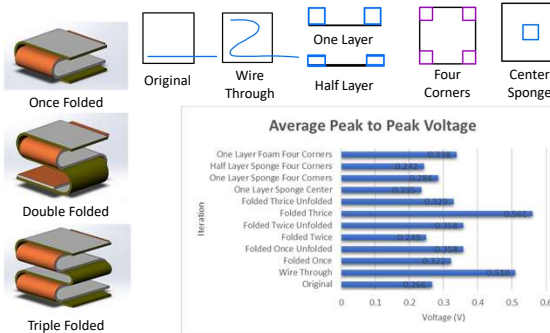 Once Folded
Double Folded
Triple Folded
Original
Wire
Through
One Layer
Half Layer
Four
Corners
Center
Sponge
Average Peak to Peak Voltage
Iteration
One Layer Foam Four Corners
0.338
Half Layer Sponge Four Corners
0.242
One Layer Sponge Four Corners
0.284
One Layer Sponge Center
0.235
Folded Thrice Unfolded
0.329
Folded Thrice
0.561
Folded Twice Unfolded
0.358
Folded Twice
0.249
Folded Once Unfolded
0.358
Folded Once
0.322
Wire Through
0.510
Original
0.266
0 0.1 0.2 0.3 0.4 0.5 0.6
Voltage (V)